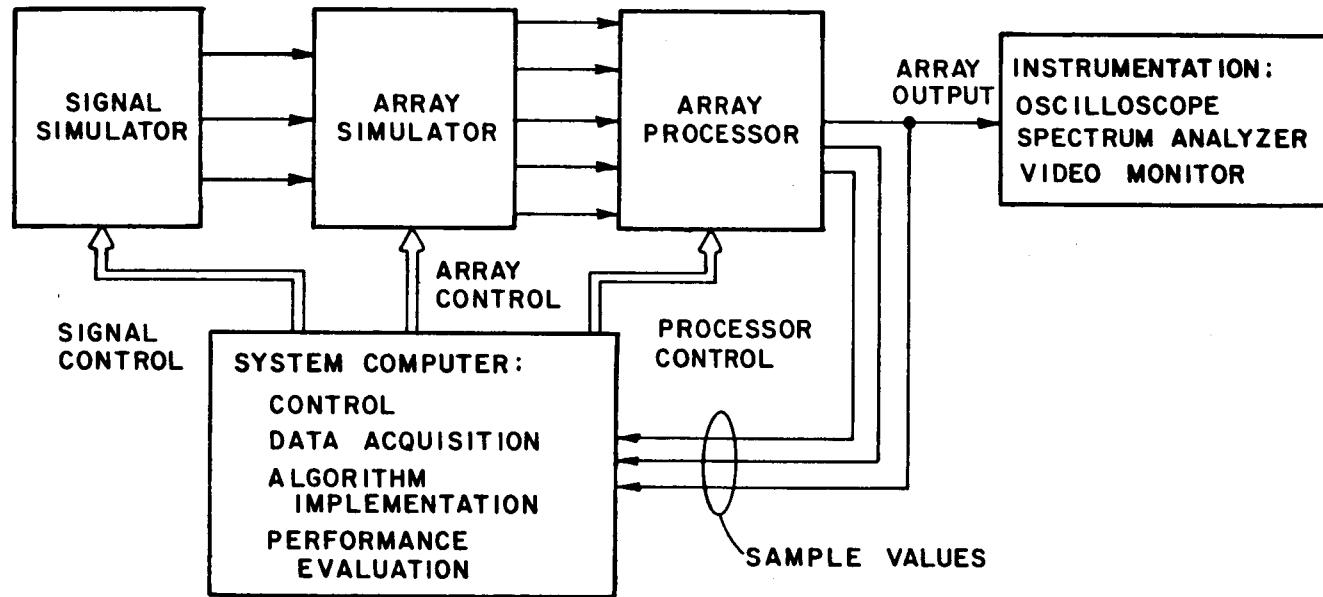 SIGNAL
SIMULATOR
ARRAY
SIMULATOR
ARRAY
PROCESSOR
ARRAY
OUTPUT
INSTRUMENTATION:
OSCILLOSCOPE
SPECTRUM ANALYZER
VIDEO MONITOR
SIGNAL
CONTROL
ARRAY
CONTROL
PROCESSOR
CONTROL
SYSTEM COMPUTER:
CONTROL
DATA ACQUISITION
ALGORITHM
IMPLEMENTATION
PERFORMANCE
EVALUATION
SAMPLE VALUES